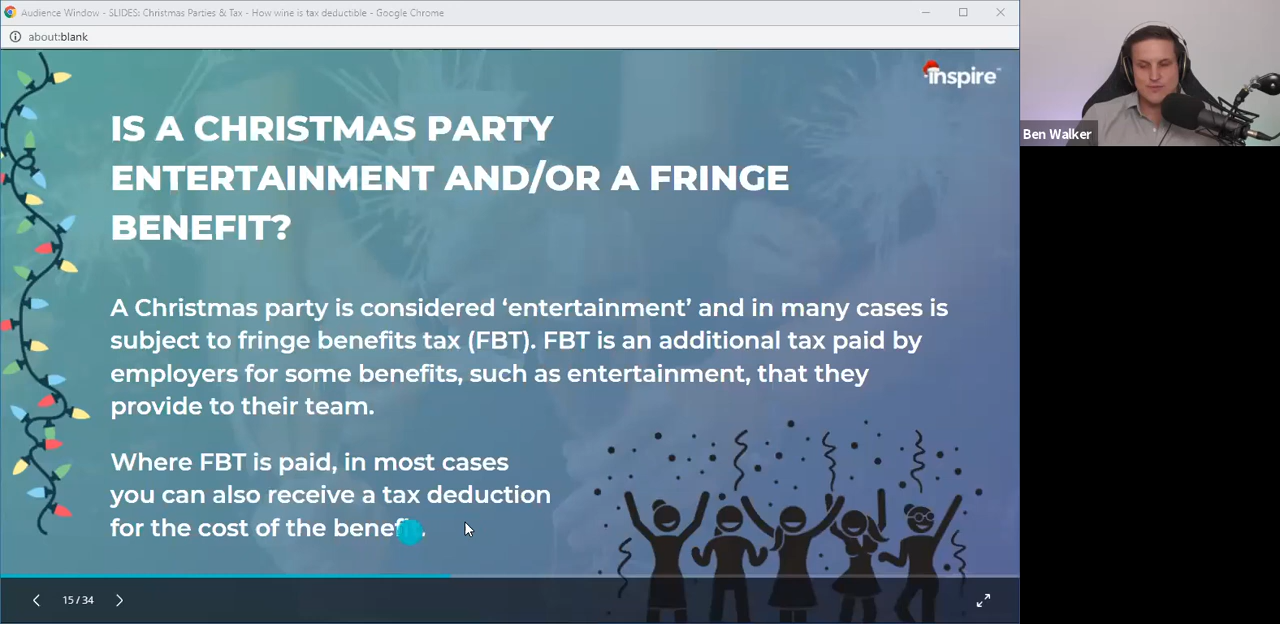 Audience Window - SLIDES: Christmas Parties & Tax - How wine is tax deductible - Google Chrome
about:blank
inspire™
IS A CHRISTMAS PARTY
ENTERTAINMENT AND/OR A FRINGE
BENEFIT?
Ben Walker
A Christmas party is considered ‘entertainment’ and in many cases is
subject to fringe benefits tax (FBT). FBT is an additional tax paid by
employers for some benefits, such as entertainment, that they
provide to their team.
Where FBT is paid, in most cases
you can also receive a tax deduction
for the cost of the benefit.
15 / 34